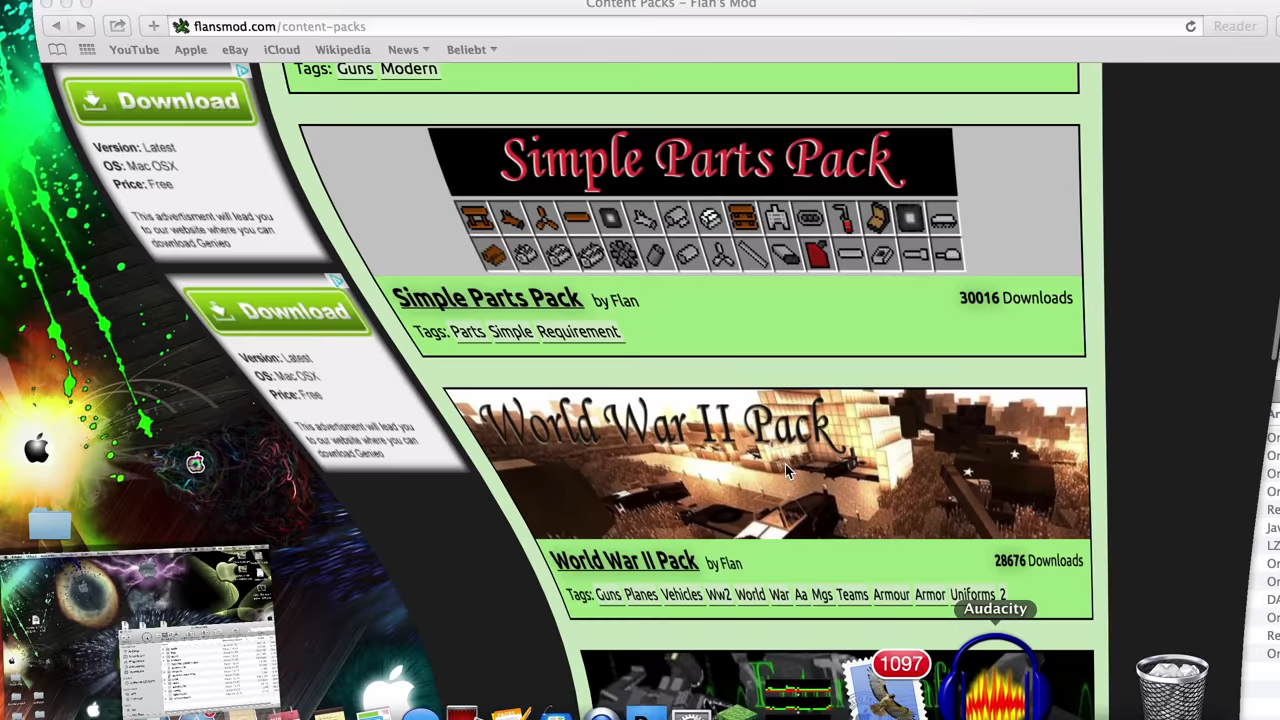 Content Packs – Flan's Mod
flansmod.com/content-packs
Reader
YouTube Apple eBay iCloud Wikipedia News Beliebt
Tags: Guns Modern
Download
Version: Latest
OS: Mac OSX
Price: Free
This advertisment will lead you
to our website where you can
download Genieo
Simple Parts Pack
Simple Parts Pack by Flan
30016 Downloads
Tags: Parts Simple Requirement
Download
Version: Latest
OS: Mac OSX
Price: Free
This advertisment will lead you
to our website where you can
download Genieo
World War II Pack
World War II Pack by Flan
28676 Downloads
Tags: Guns Planes Vehicles Ww2 World War Aa Mgs Teams Armour Armor Uniforms 2
Audacity
1097